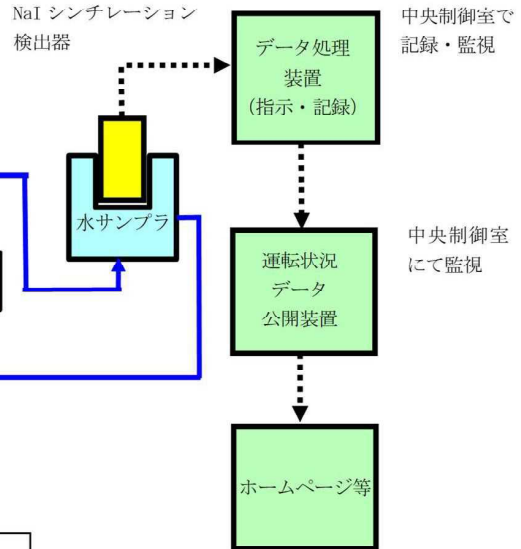 NaI シンチレーション
検出器
データ処理
装置
(指示・記録)
中央制御室で
記録・監視
水サンプラ
運転状況
データ
公開装置
中央制御室
にて監視
ホームページ等